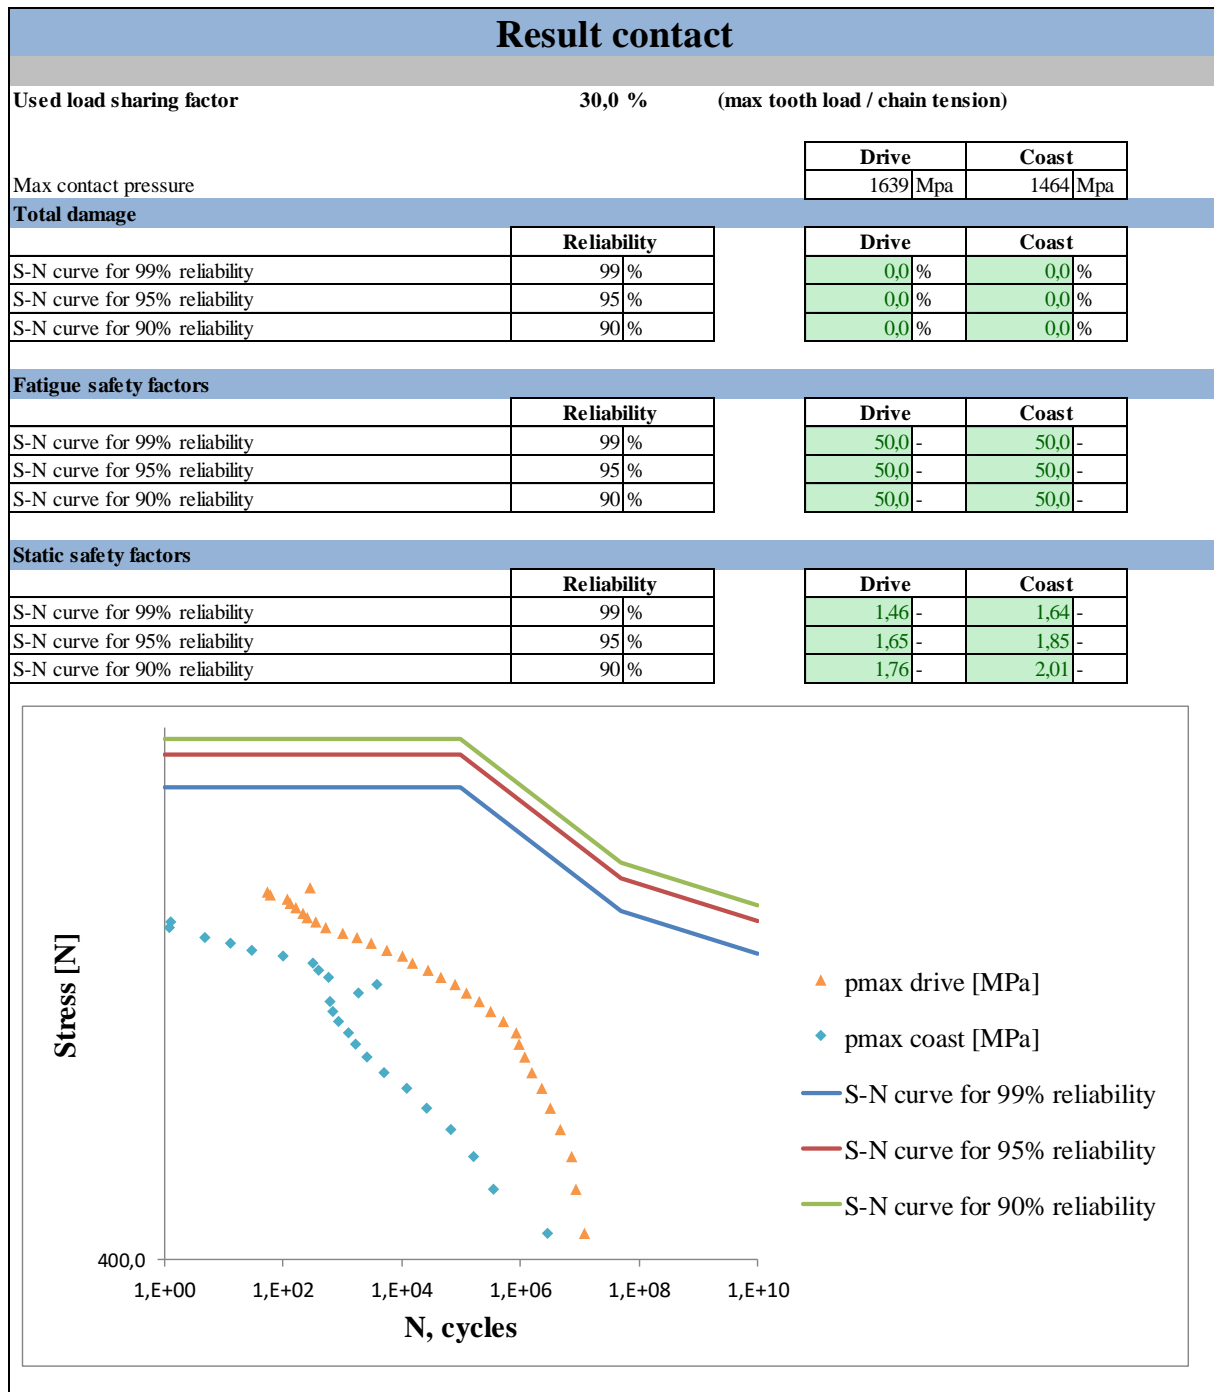 Result contact
Used load sharing factor 30,0 % (max tooth load / chain tension)
Drive Coast
Max contact pressure 1639 Mpa 1464 Mpa
Total damage
Reliability Drive Coast
S-N curve for 99% reliability 99 % 0,0 % 0,0 %
S-N curve for 95% reliability 95 % 0,0 % 0,0 %
S-N curve for 90% reliability 90 % 0,0 % 0,0 %
Fatigue safety factors
Reliability Drive Coast
S-N curve for 99% reliability 99 % 50,0 - 50,0 -
S-N curve for 95% reliability 95 % 50,0 - 50,0 -
S-N curve for 90% reliability 90 % 50,0 - 50,0 -
Static safety factors
Reliability Drive Coast
S-N curve for 99% reliability 99 % 1,46 - 1,64 -
S-N curve for 95% reliability 95 % 1,65 - 1,85 -
S-N curve for 90% reliability 90 % 1,76 - 2,01 -
Stress [N]
pmax drive [MPa]
pmax coast [MPa]
S-N curve for 99% reliability
S-N curve for 95% reliability
S-N curve for 90% reliability
400,0
1,E+00 1,E+02 1,E+04 1,E+06 1,E+08 1,E+10
N, cycles